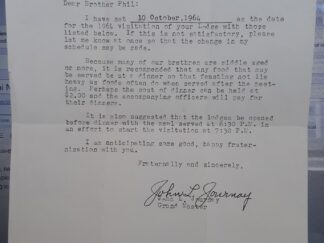 Dear Brother Phil:
I have set 10 October, 1964 as the date
for the 1964 visitation of your Lodge with those
listed below. If this is not satisfactory, please
let me know at once so that the change in my
schedule may be made.
Because many of our brethren are middle aged
or more, it is recommended that any food that may
be served be at a dinner so that feasting not lie
heavy as foods often do when served after the meet-
ing. Perhaps the cost of dinner can be held at
$2.00 and the accompanying officers will pay for
their dinners.
It is also suggested that the lodges be opened
before dinner with the meal served at 6:30 P.M. in
an effort to start the visitation at 7:30 P.M.
I am anticipating some good, happy frater-
nization with you.
Fraternally and sincerely,
John L. Journay
John L. Journay
Grand Master